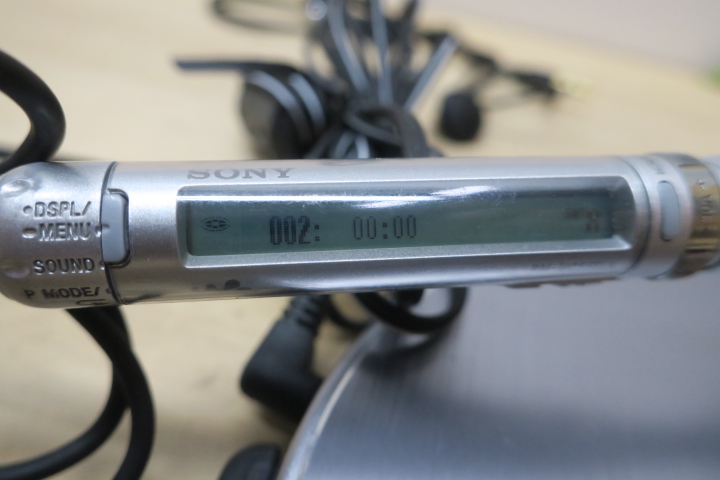 SONY
DSPL/
MENU
SOUND
P MODE/
002: 00:00